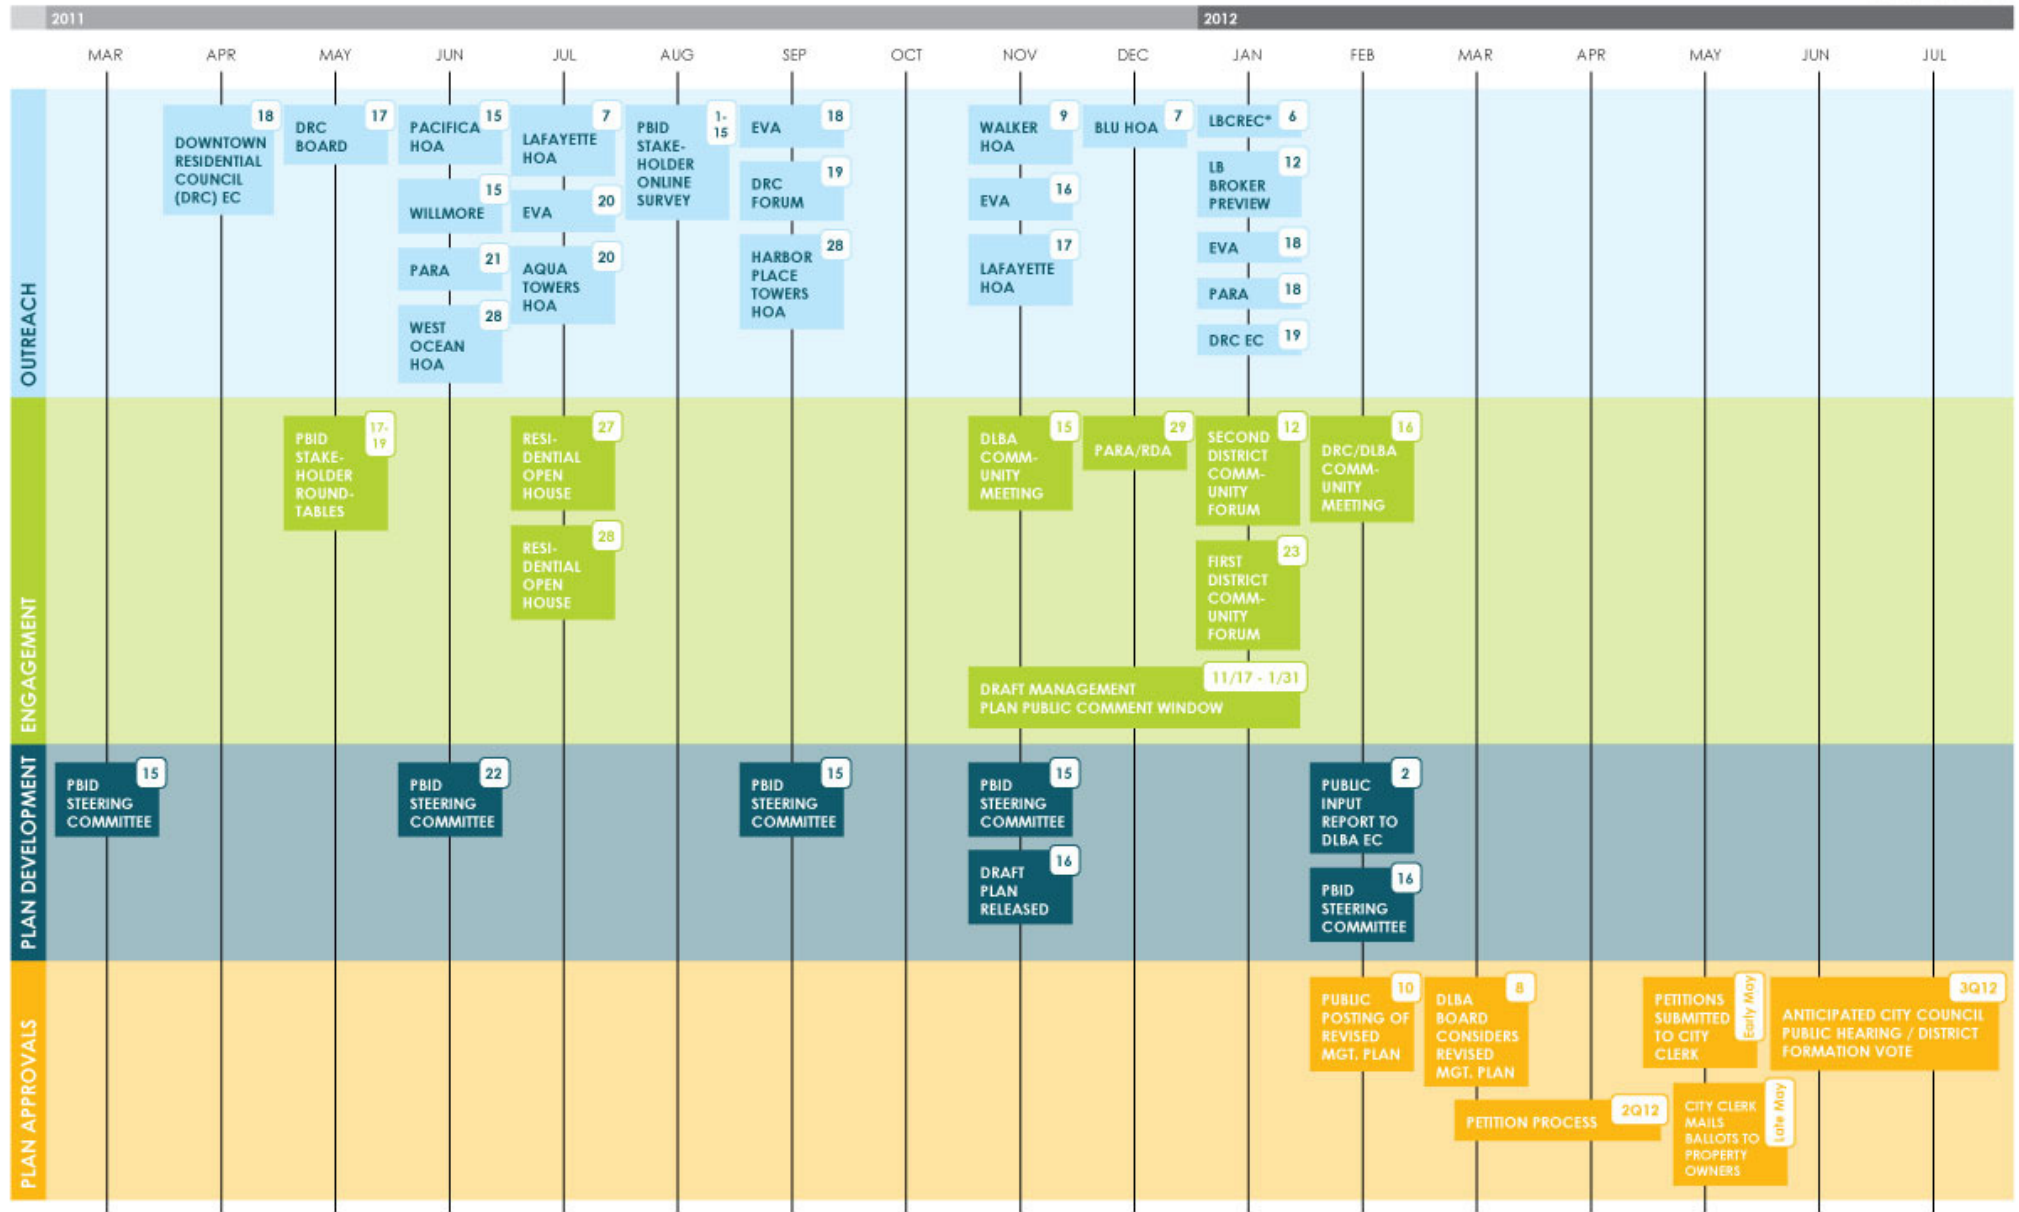 2011
2012
MAR
APR
MAY
JUN
JUL
AUG
SEP
OCT
NOV
DEC
JAN
FEB
MAR
APR
MAY
JUN
JUL
OUTREACH
18
DOWNTOWN
RESIDENTIAL
COUNCIL
(DRC) EC
17
DRC
BOARD
15
PACIFICA
HOA
15
WILLMORE
21
PARA
28
WEST
OCEAN
HOA
7
LAFAYETTE
HOA
20
EVA
20
AQUA
TOWERS
HOA
1-
15
PBID
STAKE-
HOLDER
ONLINE
SURVEY
18
EVA
19
DRC
FORUM
28
HARBOR
PLACE
TOWERS
HOA
9
WALKER
HOA
16
EVA
17
LAFAYETTE
HOA
7
BLU HOA
6
LBCREC*
12
LB
BROKER
PREVIEW
18
EVA
18
PARA
19
DRC EC
ENGAGEMENT
17-
19
PBID
STAKE-
HOLDER
ROUND-
TABLES
27
RESI-
DENTIAL
OPEN
HOUSE
28
RESI-
DENTIAL
OPEN
HOUSE
15
DLBA
COMM-
UNITY
MEETING
29
PARA/RDA
12
SECOND
DISTRICT
COMM-
UNITY
FORUM
23
FIRST
DISTRICT
COMM-
UNITY
FORUM
16
DRC/DLBA
COMM-
UNITY
MEETING
11/17 - 1/31
DRAFT MANAGEMENT
PLAN PUBLIC COMMENT WINDOW
PLAN DEVELOPMENT
15
PBID
STEERING
COMMITTEE
22
PBID
STEERING
COMMITTEE
15
PBID
STEERING
COMMITTEE
15
PBID
STEERING
COMMITTEE
16
DRAFT
PLAN
RELEASED
2
PUBLIC
INPUT
REPORT TO
DLBA EC
16
PBID
STEERING
COMMITTEE
PLAN APPROVALS
10
PUBLIC
POSTING OF
REVISED
MGT. PLAN
8
DLBA
BOARD
CONSIDERS
REVISED
MGT. PLAN
2Q12
PETITION PROCESS
Early May
PETITIONS
SUBMITTED
TO CITY
CLERK
Late May
CITY CLERK
MAILS
BALLOTS TO
PROPERTY
OWNERS
3Q12
ANTICIPATED CITY COUNCIL
PUBLIC HEARING / DISTRICT
FORMATION VOTE